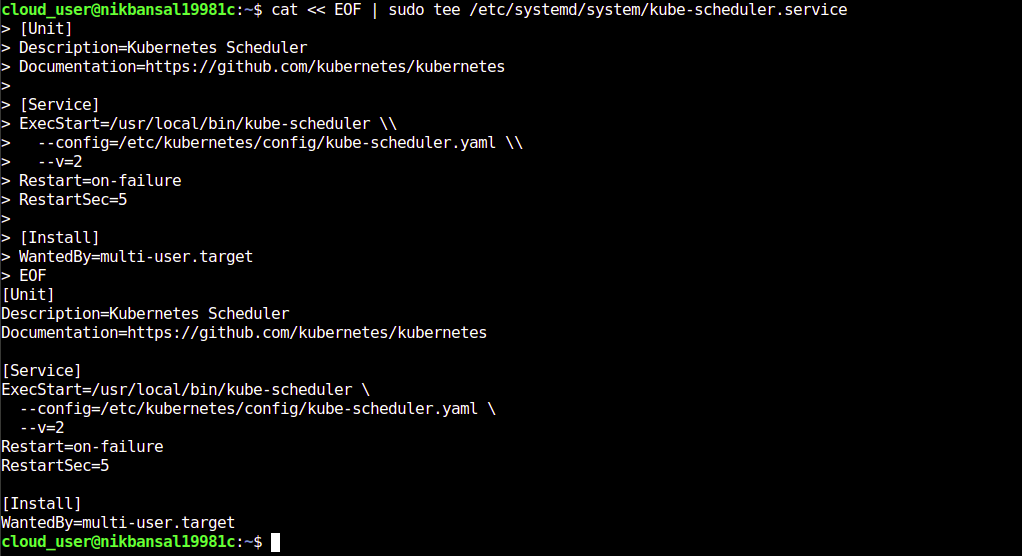 cloud_user@nikbansal19981c:~$ cat << EOF | sudo tee /etc/systemd/system/kube-scheduler.service
> [Unit]
> Description=Kubernetes Scheduler
> Documentation=https://github.com/kubernetes/kubernetes
>
> [Service]
> ExecStart=/usr/local/bin/kube-scheduler \\
>   --config=/etc/kubernetes/config/kube-scheduler.yaml \\
>   --v=2
> Restart=on-failure
> RestartSec=5
>
> [Install]
> WantedBy=multi-user.target
> EOF
[Unit]
Description=Kubernetes Scheduler
Documentation=https://github.com/kubernetes/kubernetes

[Service]
ExecStart=/usr/local/bin/kube-scheduler \
  --config=/etc/kubernetes/config/kube-scheduler.yaml \
  --v=2
Restart=on-failure
RestartSec=5

[Install]
WantedBy=multi-user.target
cloud_user@nikbansal19981c:~$